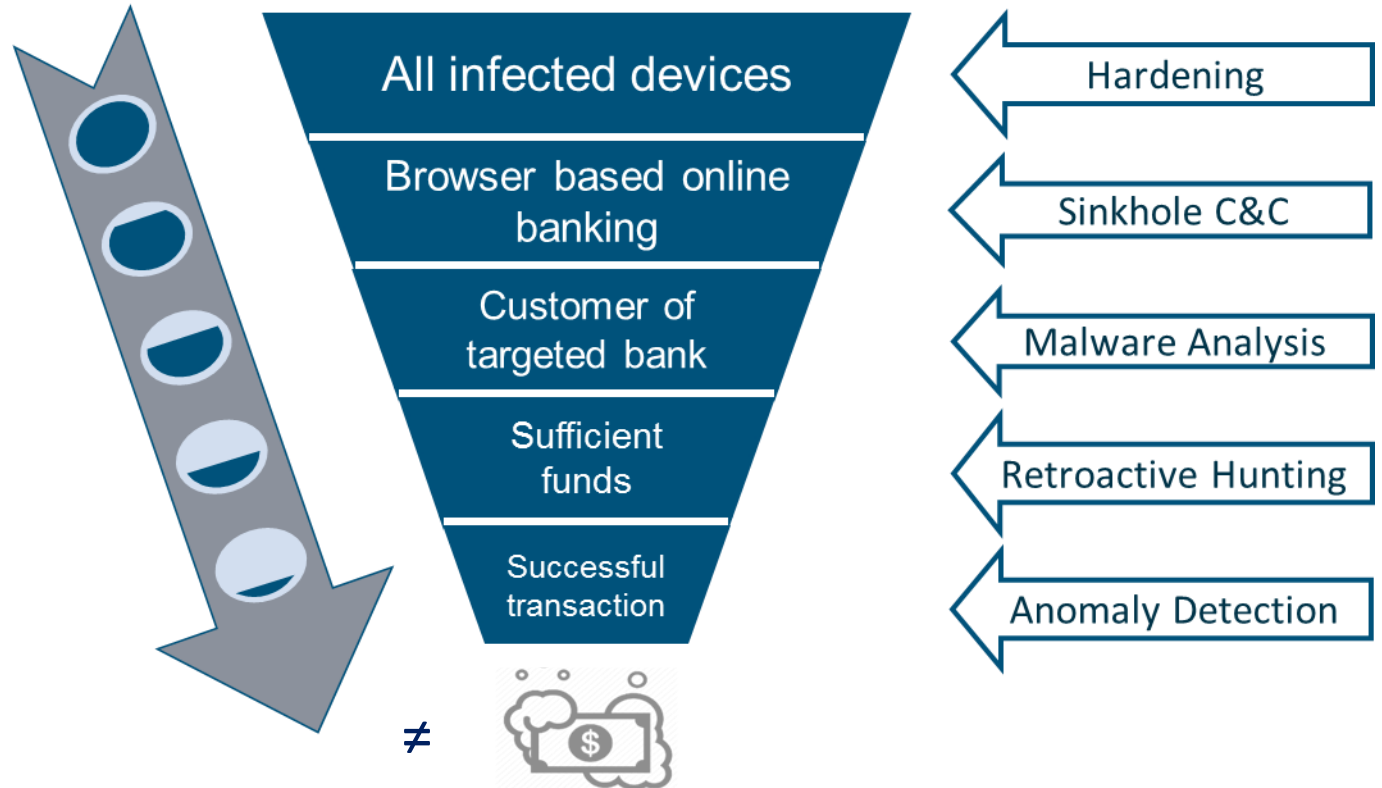 All infected devices
Hardening
Browser based online
banking
Sinkhole C&C
Customer of
targeted bank
Malware Analysis
Sufficient
funds
Retroactive Hunting
Successful
transaction
Anomaly Detection
≠
$